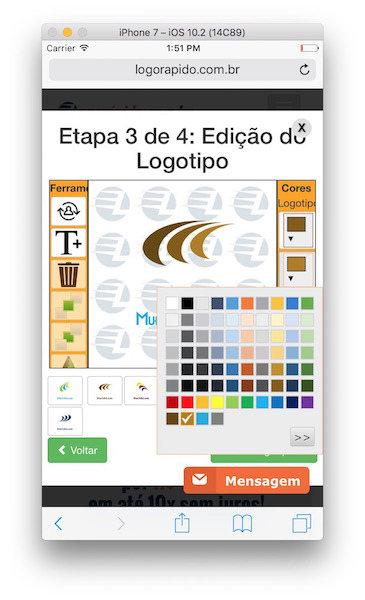 iPhone 7 – iOS 10.2 (14C89)
Carrier
1:51 PM
logorapido.com.br
x
Etapa 3 de 4: Edição do
Logotipo
Ferrame
Cores
Logotipo
T+
>>
Voltar
Mensagem
em até 10x sem juros!